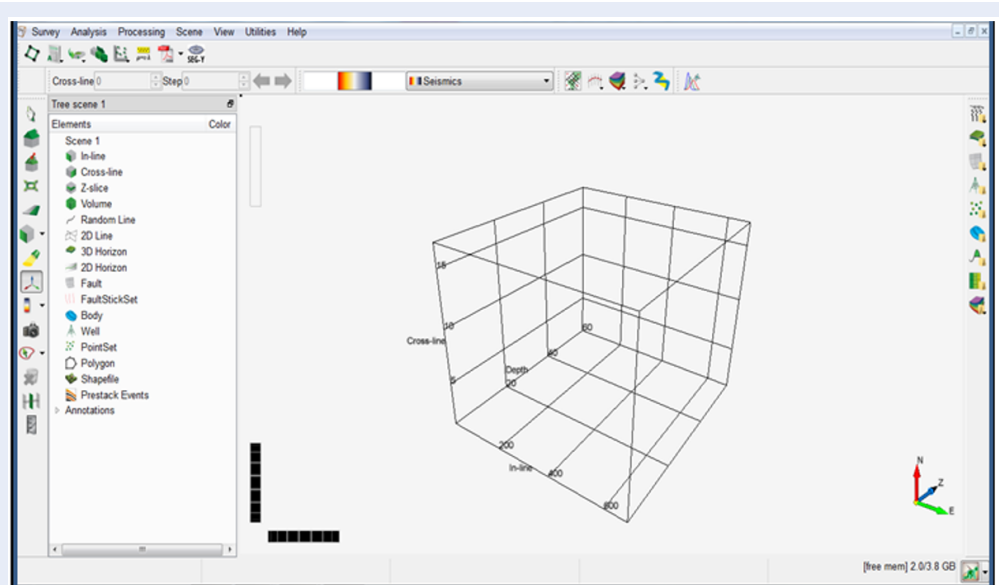 Survey Analysis Processing Scene View Utilities Help
SEG-Y
Cross-line 0 Step 0 Seismics
Tree scene 1
Elements Color
Scene 1
In-line
Cross-line
Z-slice
Volume
Random Line
2D Line
3D Horizon
2D Horizon
Fault
FaultStickSet
Body
Well
PointSet
Polygon
Shapefile
Prestack Events
Annotations
15
10
Cross-line
5
60
40
Depth
20
200
In-line
400
600
N
Z
E
[free mem] 2.0/3.8 GB